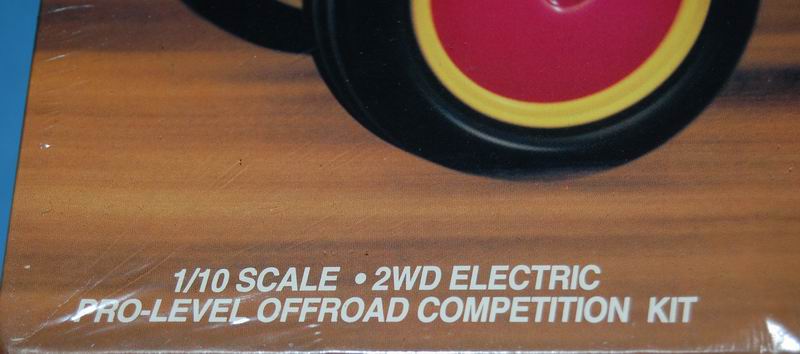 1/10 SCALE • 2WD ELECTRIC
PRO-LEVEL OFFROAD COMPETITION KIT